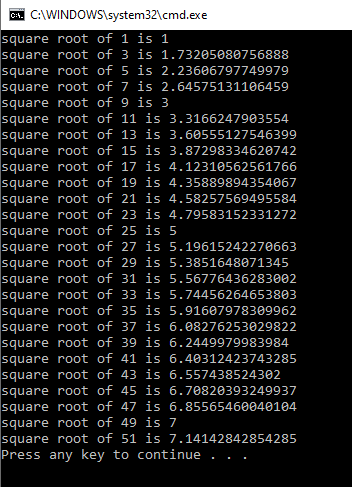 C:\WINDOWS\system32\cmd.exe
square root of 1 is 1
square root of 3 is 1.73205080756888
square root of 5 is 2.23606797749979
square root of 7 is 2.64575131106459
square root of 9 is 3
square root of 11 is 3.3166247903554
square root of 13 is 3.60555127546399
square root of 15 is 3.87298334620742
square root of 17 is 4.12310562561766
square root of 19 is 4.35889894354067
square root of 21 is 4.58257569495584
square root of 23 is 4.79583152331272
square root of 25 is 5
square root of 27 is 5.19615242270663
square root of 29 is 5.3851648071345
square root of 31 is 5.56776436283002
square root of 33 is 5.74456264653803
square root of 35 is 5.91607978309962
square root of 37 is 6.08276253029822
square root of 39 is 6.2449979983984
square root of 41 is 6.40312423743285
square root of 43 is 6.557438524302
square root of 45 is 6.70820393249937
square root of 47 is 6.85565460040104
square root of 49 is 7
square root of 51 is 7.14142842854285
Press any key to continue . . .